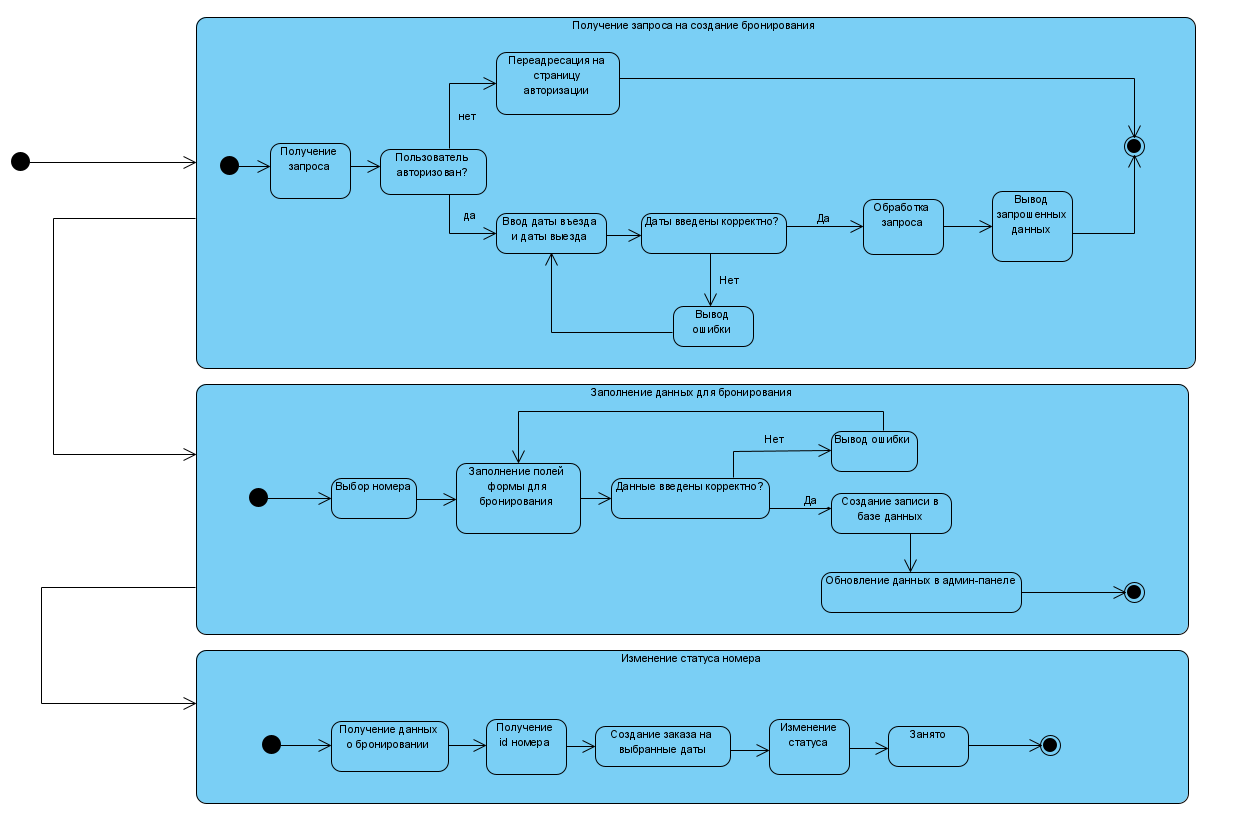 Получение запроса на создание бронирования
Переадресация на
страницу
авторизации
нет
Получение
запроса
Пользователь
авторизован?
да
Ввод даты въезда
и даты выезда
Даты введены корректно?
Да
Обработка
запроса
Вывод
запрошенных
данных
Нет
Вывод
ошибки
Заполнение данных для бронирования
Нет
Вывод ошибки
Выбор номера
Заполнение полей
формы для
бронирования
Данные введены корректно?
Да
Создание записи в
базе данных
Обновление данных в админ-панеле
Изменение статуса номера
Получение данных
о бронировании
Получение
id номера
Создание заказа на
выбранные даты
Изменение
статуса
Занято